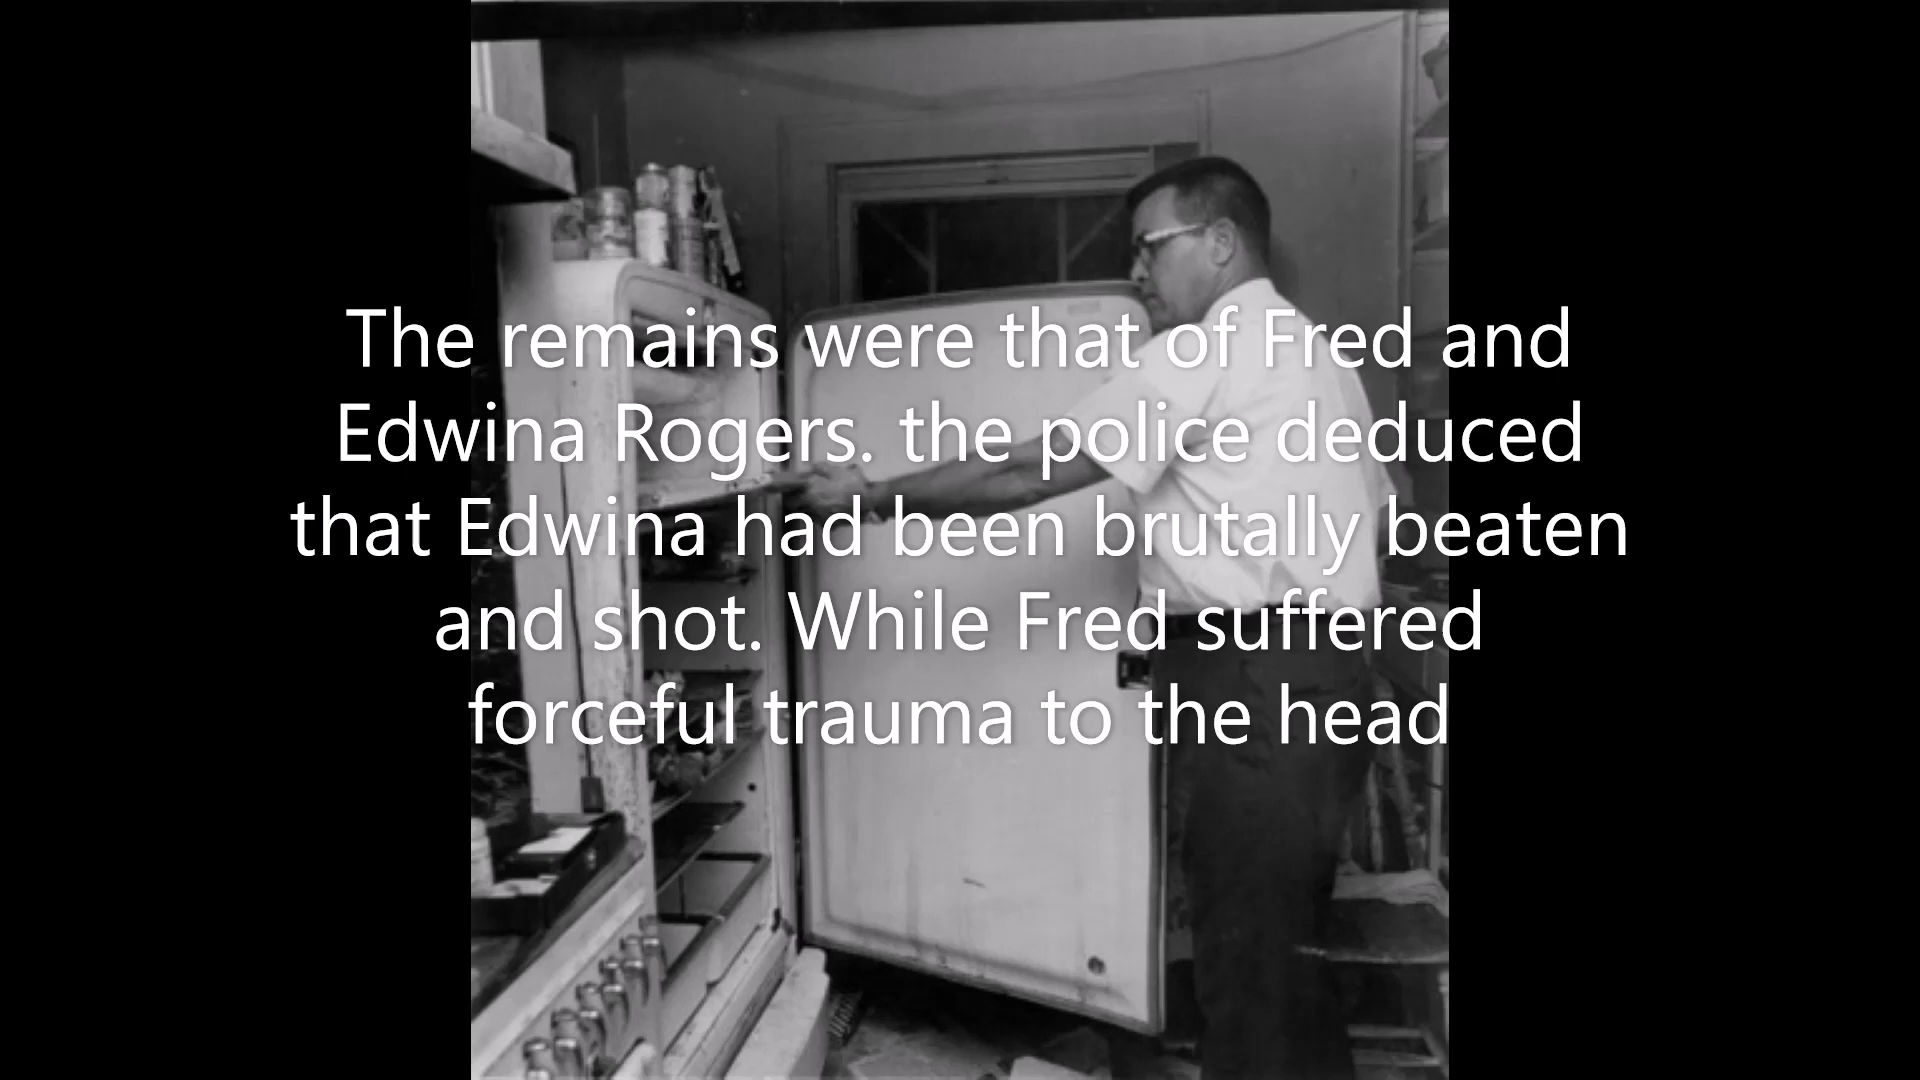 The remains were that of Fred and
Edwina Rogers. the police deduced
that Edwina had been brutally beaten
and shot. While Fred suffered
forceful trauma to the head